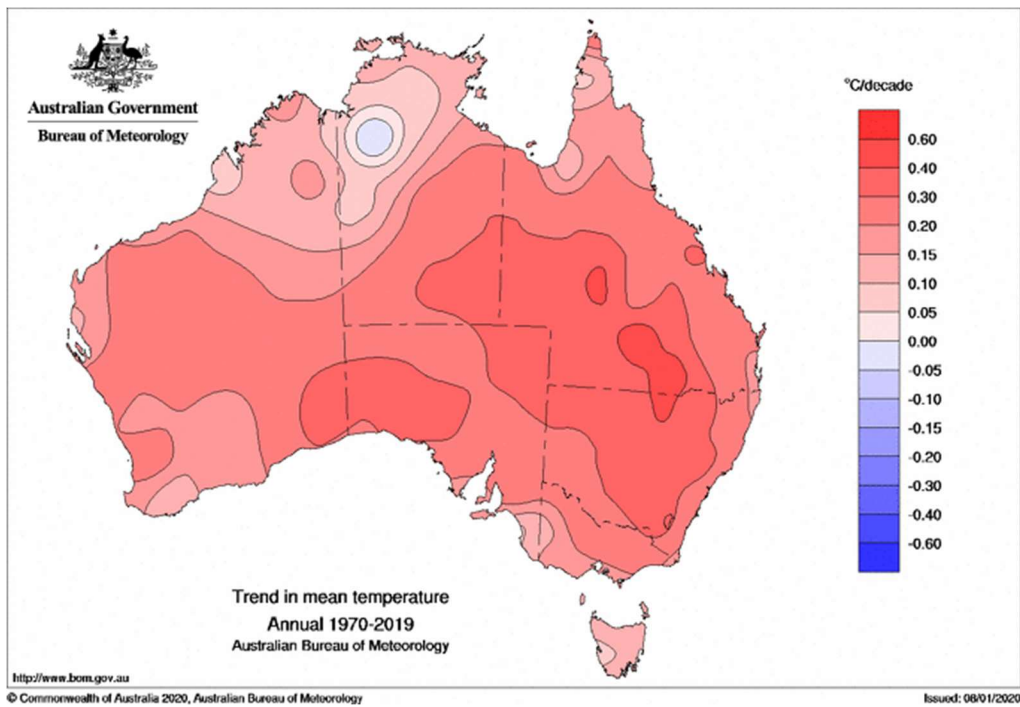 Australian Government
Bureau of Meteorology
°C/decade
0.60
0.40
0.30
0.20
0.15
0.10
0.05
0.00
-0.05
-0.10
-0.15
-0.20
-0.30
-0.40
-0.60
Trend in mean temperature
Annual 1970-2019
Australian Bureau of Meteorology
http://www.bom.gov.au
© Commonwealth of Australia 2020, Australian Bureau of Meteorology
Issued: 06/01/2020